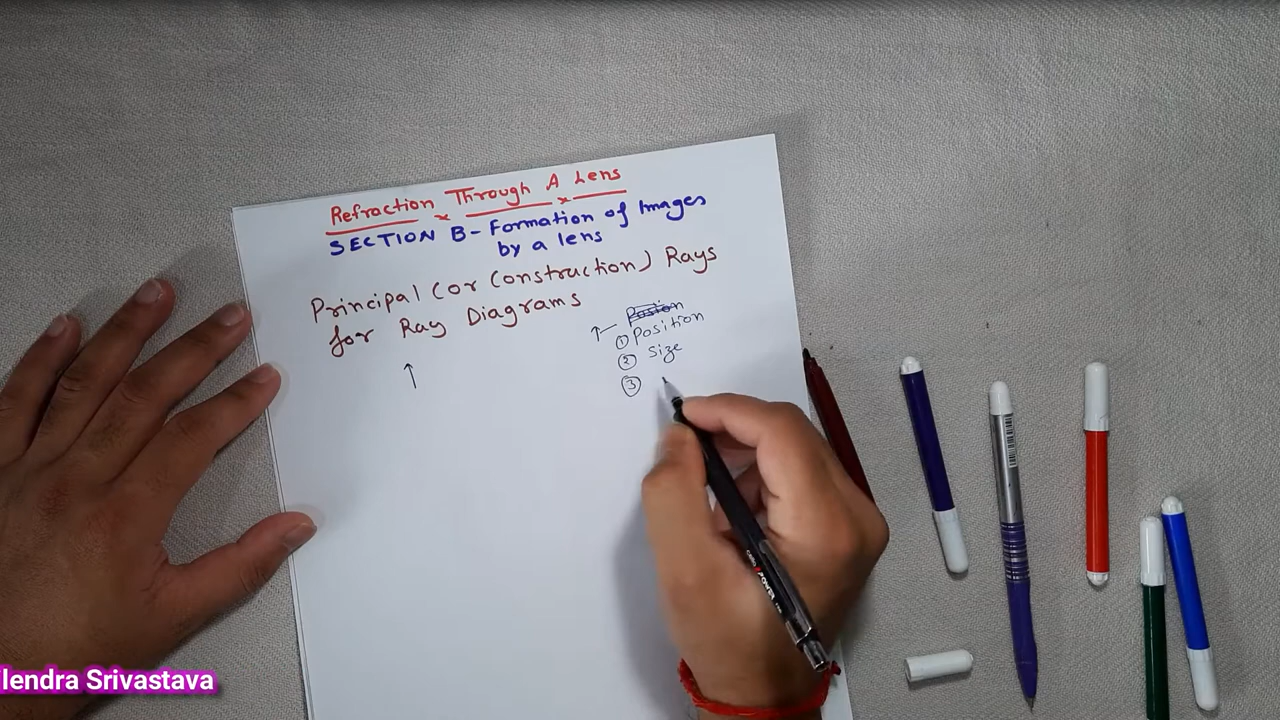 Refraction Through A Lens
SECTION B - Formation of Images
by a lens
Principal (or Construction) Rays
for Ray Diagrams
① Position
② Size
③
lendra Srivastava